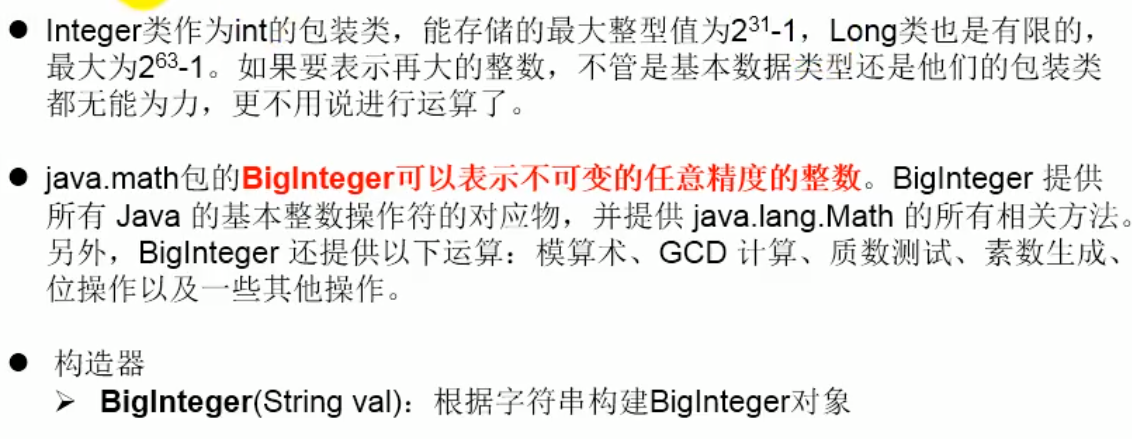 ● Integer类作为int的包装类，能存储的最大整型值为2³¹-1，Long类也是有限的，
最大为2⁶³-1。如果要表示再大的整数，不管是基本数据类型还是他们的包装类
都无能为力，更不用说进行运算了。
● java.math包的BigInteger可以表示不可变的任意精度的整数。BigInteger 提供
所有 Java 的基本整数操作符的对应物，并提供 java.lang.Math 的所有相关方法。
另外，BigInteger 还提供以下运算：模算术、GCD 计算、质数测试、素数生成、
位操作以及一些其他操作。
● 构造器
➢ BigInteger(String val)：根据字符串构建BigInteger对象